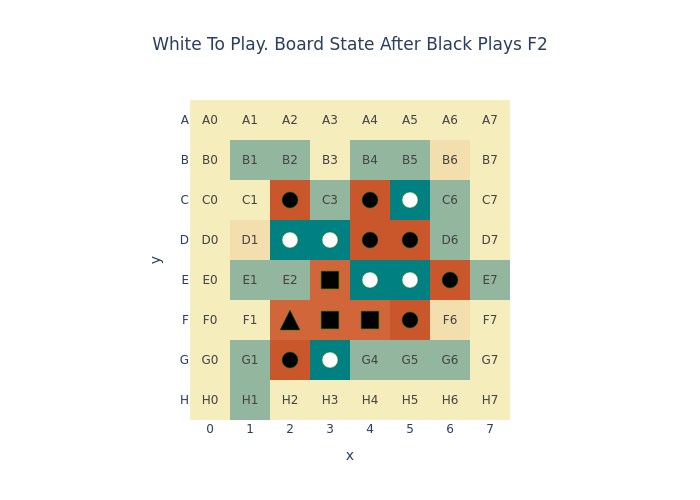 White To Play. Board State After Black Plays F2
A A0 A1 A2 A3 A4 A5 A6 A7
B B0 B1 B2 B3 B4 B5 B6 B7
C C0 C1 C3 C6 C7
D D0 D1 D6 D7
E E0 E1 E2 E7
F F0 F1 F6 F7
G G0 G1 G4 G5 G6 G7
H H0 H1 H2 H3 H4 H5 H6 H7
0 1 2 3 4 5 6 7
x
y